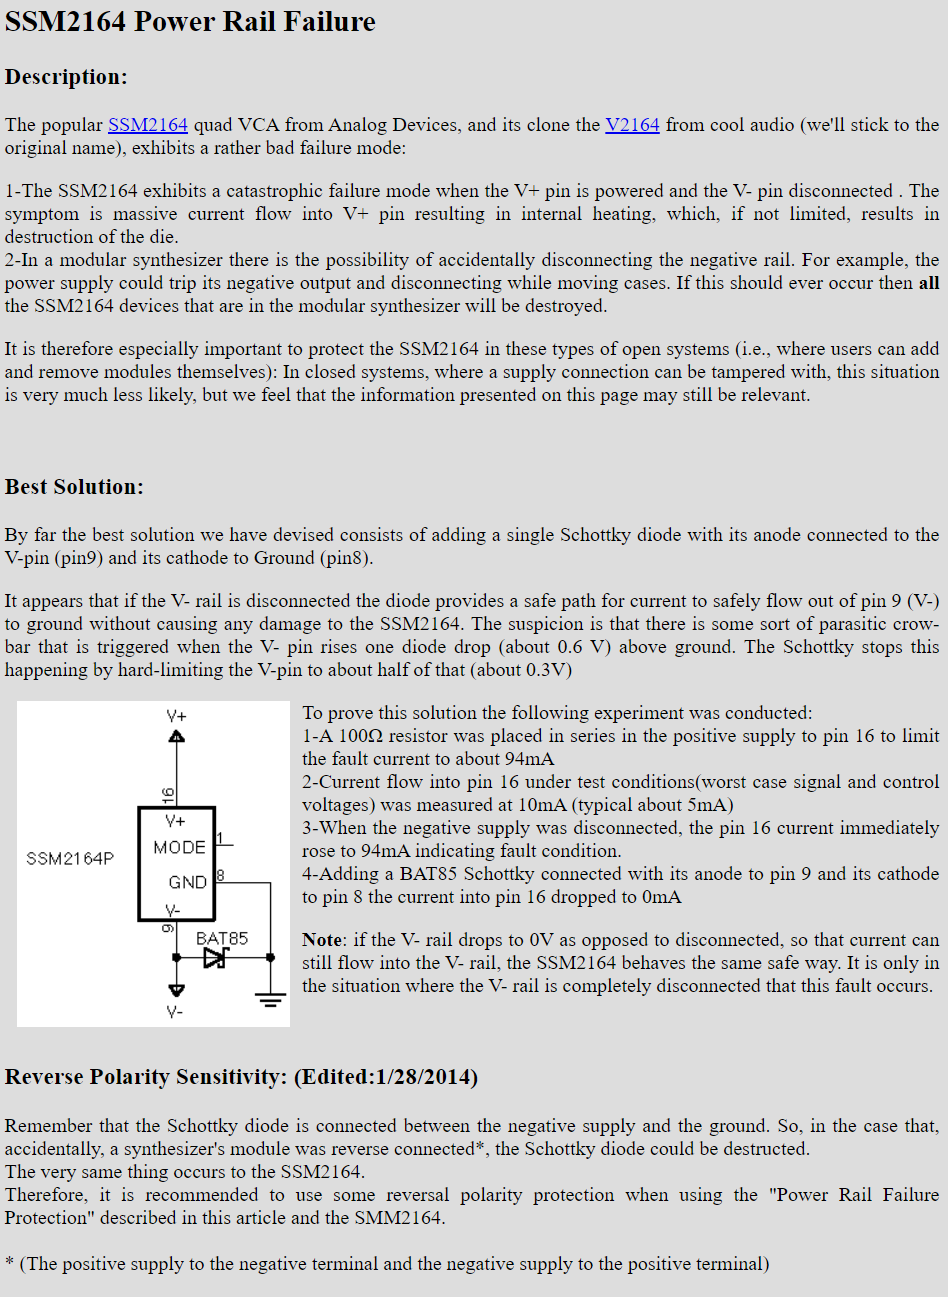 SSM2164 Power Rail Failure
Description:
The popular SSM2164 quad VCA from Analog Devices, and its clone the V2164 from cool audio (we'll stick to the
original name), exhibits a rather bad failure mode:
1-The SSM2164 exhibits a catastrophic failure mode when the V+ pin is powered and the V- pin disconnected . The
symptom is massive current flow into V+ pin resulting in internal heating, which, if not limited, results in
destruction of the die.
2-In a modular synthesizer there is the possibility of accidentally disconnecting the negative rail. For example, the
power supply could trip its negative output and disconnecting while moving cases. If this should ever occur then all
the SSM2164 devices that are in the modular synthesizer will be destroyed.
It is therefore especially important to protect the SSM2164 in these types of open systems (i.e., where users can add
and remove modules themselves): In closed systems, where a supply connection can be tampered with, this situation
is very much less likely, but we feel that the information presented on this page may still be relevant.
Best Solution:
By far the best solution we have devised consists of adding a single Schottky diode with its anode connected to the
V-pin (pin9) and its cathode to Ground (pin8).
It appears that if the V- rail is disconnected the diode provides a safe path for current to safely flow out of pin 9 (V-)
to ground without causing any damage to the SSM2164. The suspicion is that there is some sort of parasitic crow-
bar that is triggered when the V- pin rises one diode drop (about 0.6 V) above ground. The Schottky stops this
happening by hard-limiting the V-pin to about half of that (about 0.3V)
V+
16
V+
MODE
1
SSM2164P
GND
8
V-
9
BAT85
V-
To prove this solution the following experiment was conducted:
1-A 100Ω resistor was placed in series in the positive supply to pin 16 to limit
the fault current to about 94mA
2-Current flow into pin 16 under test conditions(worst case signal and control
voltages) was measured at 10mA (typical about 5mA)
3-When the negative supply was disconnected, the pin 16 current immediately
rose to 94mA indicating fault condition.
4-Adding a BAT85 Schottky connected with its anode to pin 9 and its cathode
to pin 8 the current into pin 16 dropped to 0mA
Note: if the V- rail drops to 0V as opposed to disconnected, so that current can
still flow into the V- rail, the SSM2164 behaves the same safe way. It is only in
the situation where the V- rail is completely disconnected that this fault occurs.
Reverse Polarity Sensitivity: (Edited:1/28/2014)
Remember that the Schottky diode is connected between the negative supply and the ground. So, in the case that,
accidentally, a synthesizer's module was reverse connected*, the Schottky diode could be destructed.
The very same thing occurs to the SSM2164.
Therefore, it is recommended to use some reversal polarity protection when using the "Power Rail Failure
Protection" described in this article and the SMM2164.
* (The positive supply to the negative terminal and the negative supply to the positive terminal)